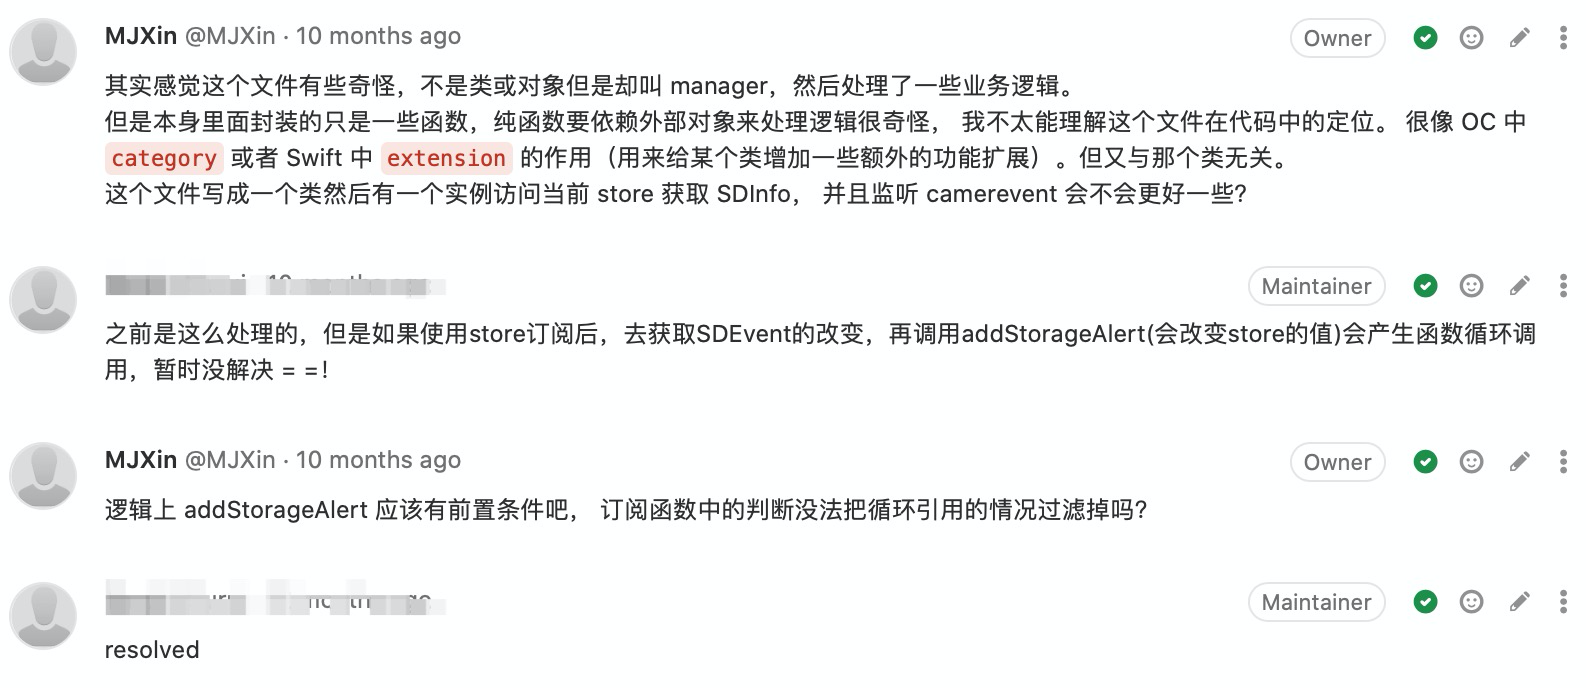 MJXin @MJXin · 10 months ago
Owner
其实感觉这个文件有些奇怪，不是类或对象但是却叫 manager，然后处理了一些业务逻辑。
但是本身里面封装的只是一些函数，纯函数要依赖外部对象来处理逻辑很奇怪， 我不太能理解这个文件在代码中的定位。 很像 OC 中
category 或者 Swift 中 extension 的作用（用来给某个类增加一些额外的功能扩展）。但又与那个类无关。
这个文件写成一个类然后有一个实例访问当前 store 获取 SDInfo， 并且监听 camerevent 会不会更好一些?
Maintainer
之前是这么处理的，但是如果使用store订阅后，去获取SDEvent的改变，再调用addStorageAlert(会改变store的值)会产生函数循环调
用，暂时没解决 = =!
MJXin @MJXin · 10 months ago
Owner
逻辑上 addStorageAlert 应该有前置条件吧， 订阅函数中的判断没法把循环引用的情况过滤掉吗?
Maintainer
resolved